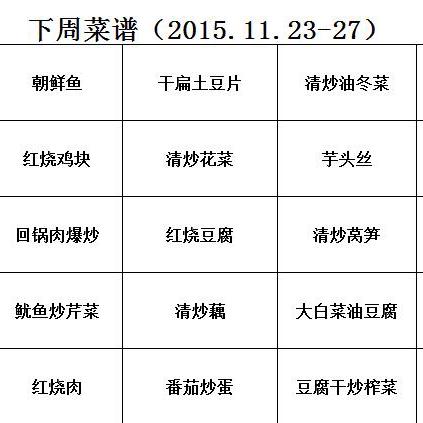 下周菜谱（2015.11.23-27）
朝鲜鱼 干扁土豆片 清炒油冬菜
红烧鸡块 清炒花菜 芋头丝
回锅肉爆炒 红烧豆腐 清炒莴笋
鱿鱼炒芹菜 清炒藕 大白菜油豆腐
红烧肉 番茄炒蛋 豆腐干炒榨菜